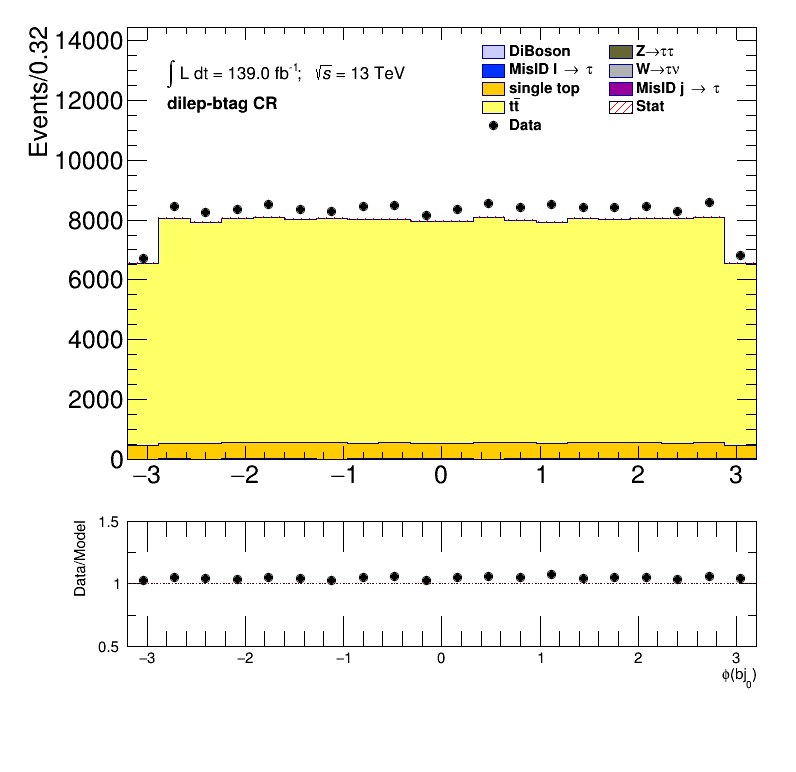 Events/0.32
14000
12000
10000
8000
6000
4000
2000
0
∫ L dt = 139.0 fb⁻¹; √s = 13 TeV
dilep-btag CR
DiBoson
MisID l → τ
single top
tt̄
Data
Z→ττ
W→τν
MisID j → τ
Stat
−3 −2 −1 0 1 2 3
Data/Model
1.5
1
0.5
−3 −2 −1 0 1 2 3
ϕ(bj₀)